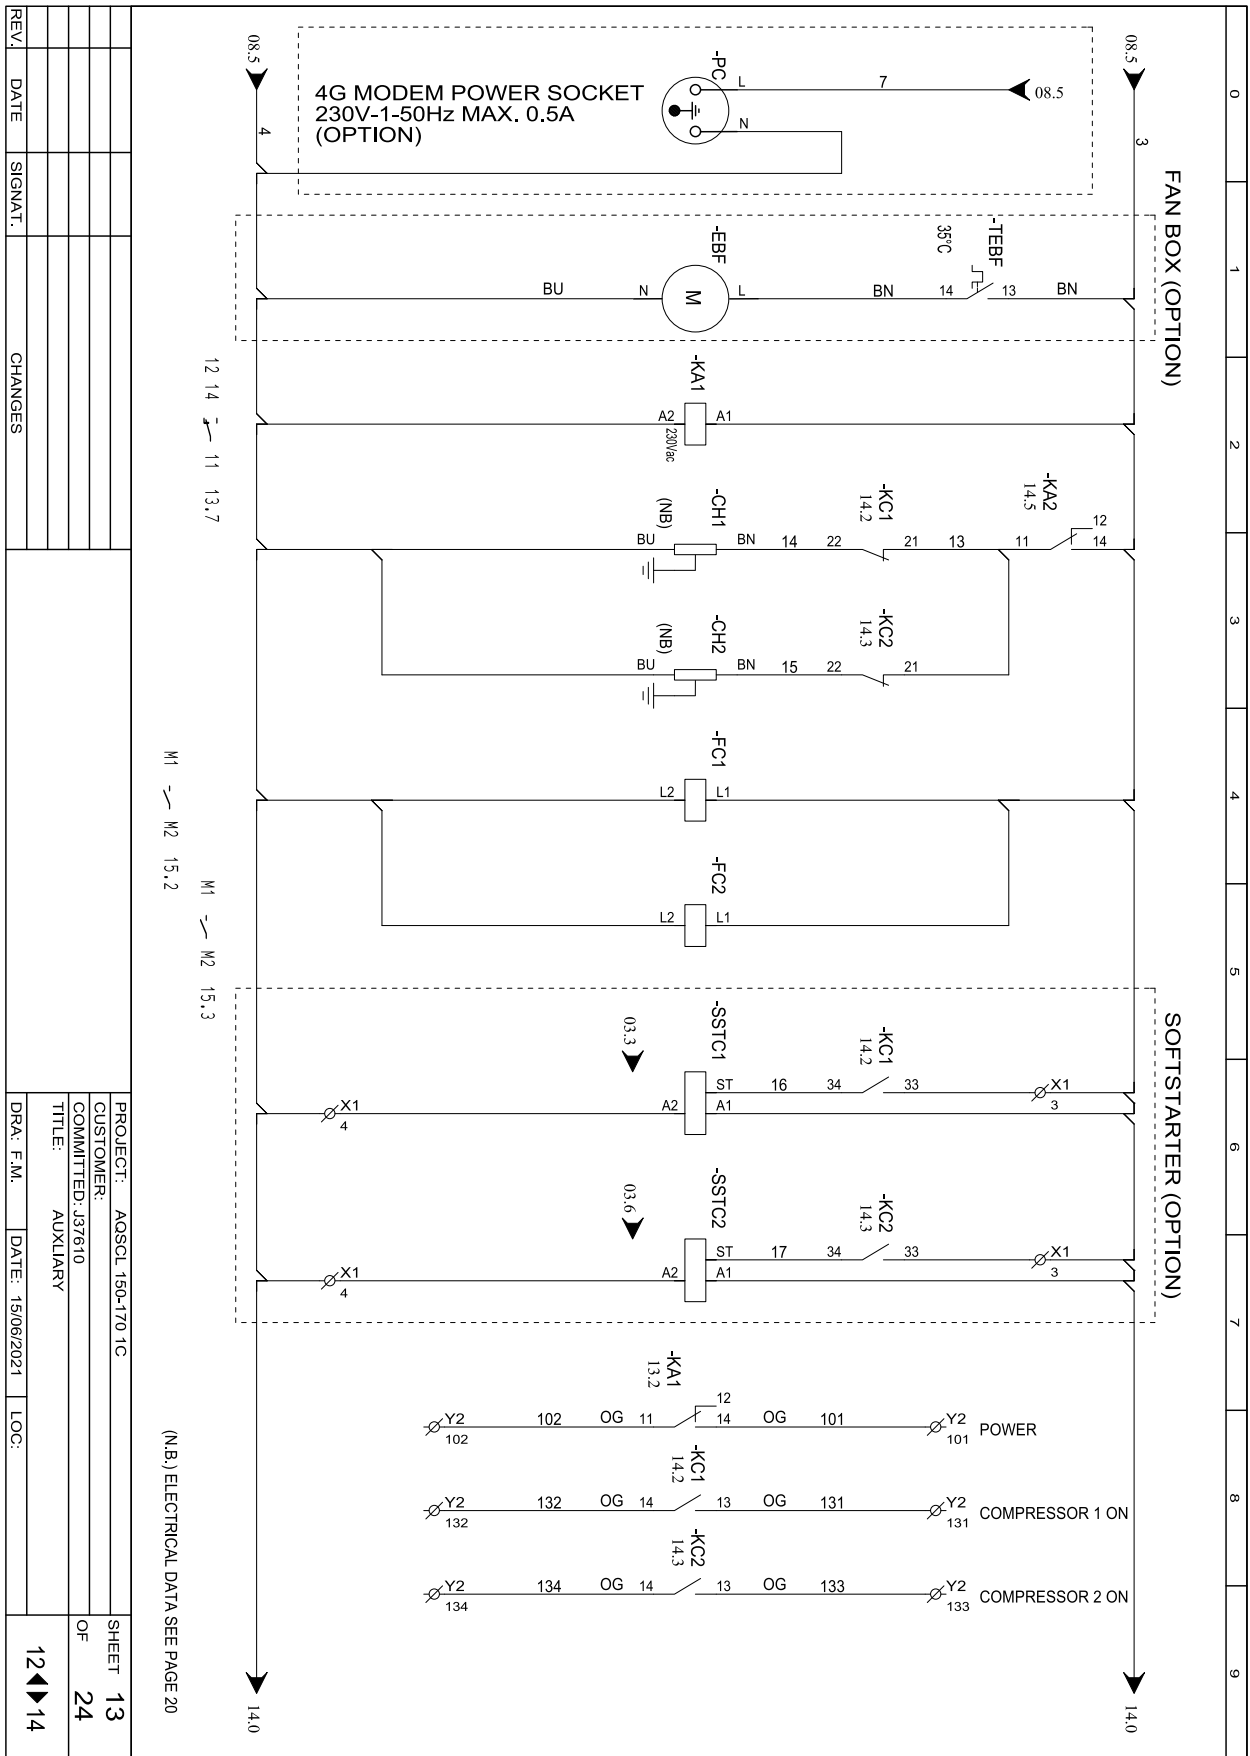 0 1 2 3 4 5 6 7 8 9
FAN BOX (OPTION)
SOFTSTARTER (OPTION)
08.5
3
14.0
08.5
7
-PC
L
N
4G MODEM POWER SOCKET
230V-1-50Hz MAX. 0.5A
(OPTION)
-TEBF
35°C
BN
13
14
BN
-EBF
L
M
N
BU
-KA1
A1
A2
230Vac
12 14 11 13.7
-KA2
14.5
12
14
11
13
-KC1
14.2
21
22
14
-CH1
(NB)
BN
BU
-KC2
14.3
21
22
15
-CH2
(NB)
BN
BU
-FC1
L1
L2
M1 M2 15.2
-FC2
L1
L2
M1 M2 15.3
X1
3
-KC1
14.2
33
34
16
-SSTC1
ST
A1
A2
03.3
X1
4
X1
3
-KC2
14.3
33
34
17
-SSTC2
ST
A1
A2
03.6
X1
4
POWER
Y2
101
101
OG
-KA1
13.2
12
14
11
OG
102
Y2
102
COMPRESSOR 1 ON
Y2
131
131
OG
-KC1
14.2
13
14
OG
132
Y2
132
COMPRESSOR 2 ON
Y2
133
133
OG
-KC2
14.3
13
14
OG
134
Y2
134
08.5
4
14.0
(N.B.) ELECTRICAL DATA SEE PAGE 20
REV. DATE SIGNAT. CHANGES
PROJECT: AQSCL 150-170 1C
CUSTOMER:
COMMITTED: J37610
TITLE: AUXLIARY
DRA: F.M. DATE: 15/06/2021 LOC:
SHEET 13
OF 24
12 14